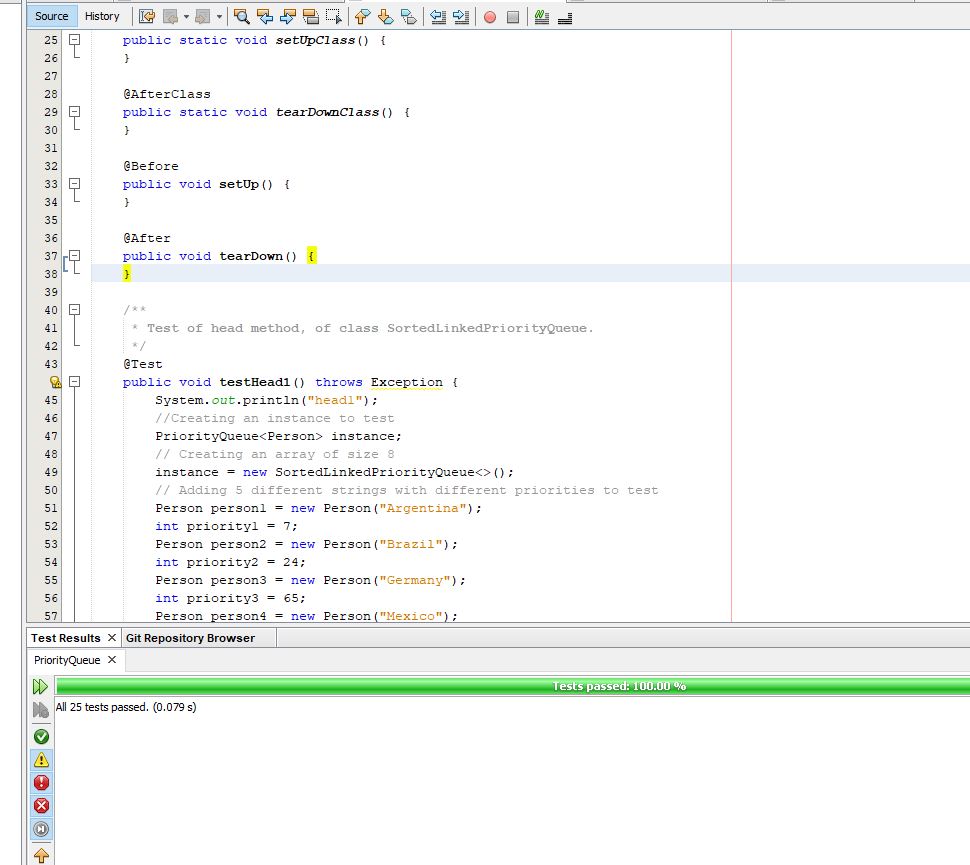 Source History
25 public static void setUpClass() {
26 }
27
28 @AfterClass
29 public static void tearDownClass() {
30 }
31
32 @Before
33 public void setUp() {
34 }
35
36 @After
37 public void tearDown() {
38 }
39
40 /**
41 * Test of head method, of class SortedLinkedPriorityQueue.
42 */
43 @Test
public void testHead1() throws Exception {
45 System.out.println("head1");
46 //Creating an instance to test
47 PriorityQueue<Person> instance;
48 // Creating an array of size 8
49 instance = new SortedLinkedPriorityQueue<>();
50 // Adding 5 different strings with different priorities to test
51 Person person1 = new Person("Argentina");
52 int priority1 = 7;
53 Person person2 = new Person("Brazil");
54 int priority2 = 24;
55 Person person3 = new Person("Germany");
56 int priority3 = 65;
57 Person person4 = new Person("Mexico");
Test Results Git Repository Browser
PriorityQueue
Tests passed: 100.00 %
All 25 tests passed. (0.079 s)